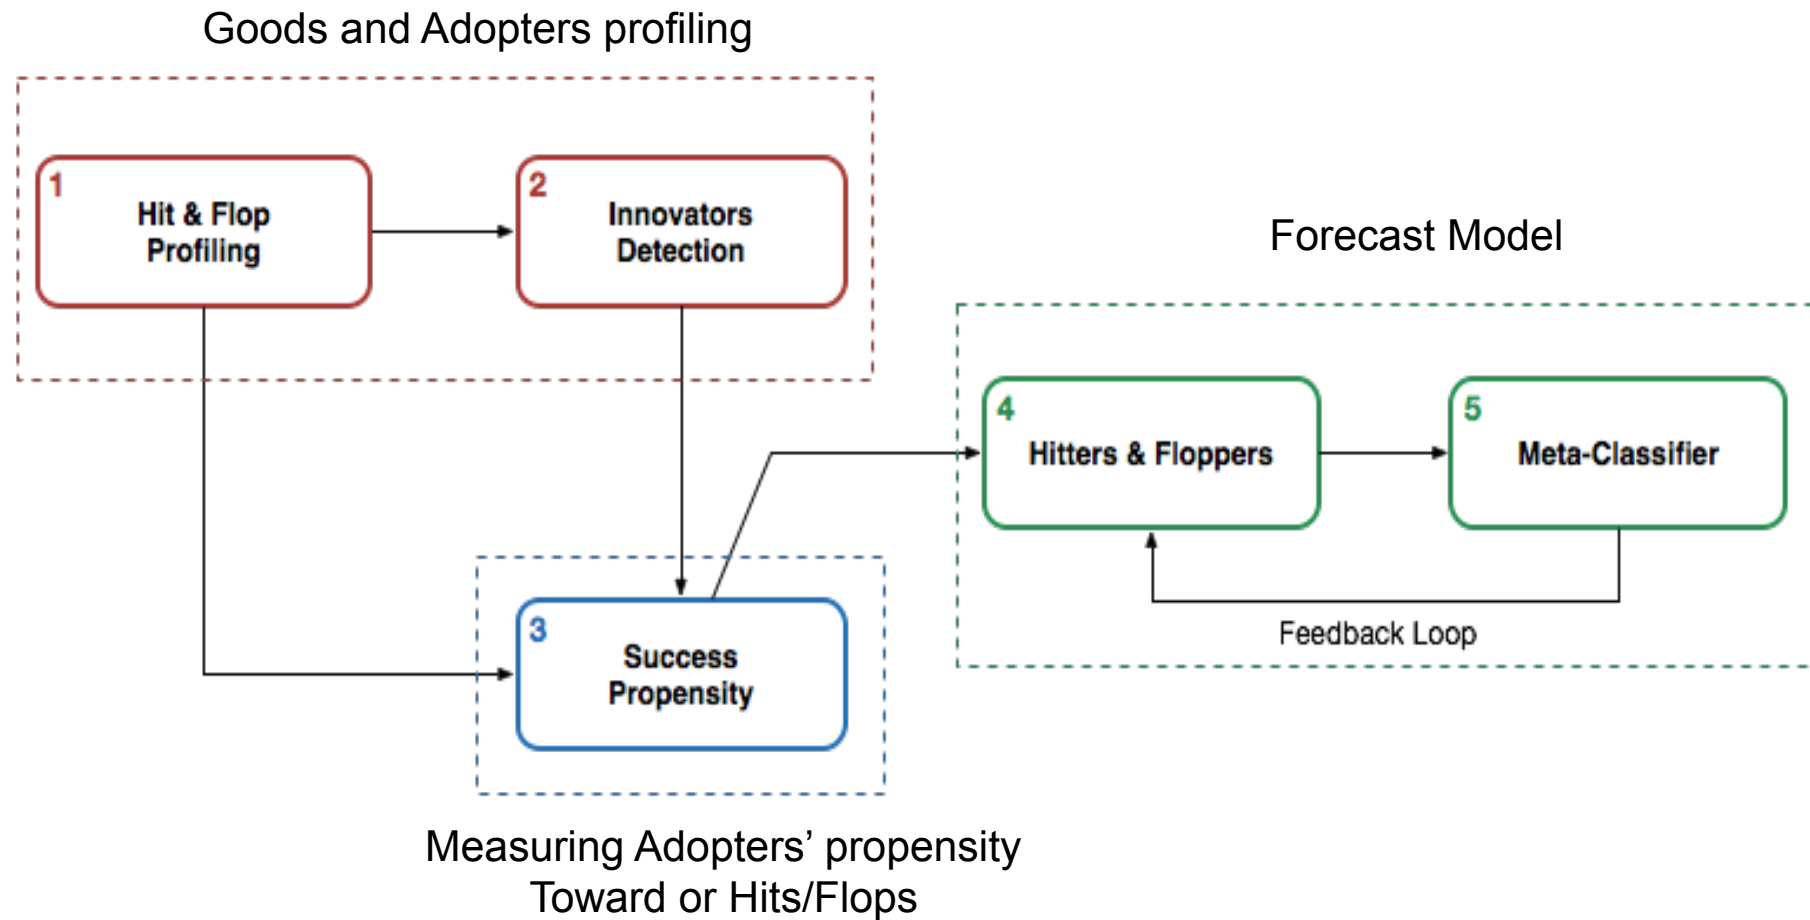 Goods and Adopters profiling
1
Hit & Flop
Profiling
2
Innovators
Detection
Forecast Model
4
Hitters & Floppers
5
Meta-Classifier
Feedback Loop
3
Success
Propensity
Measuring Adopters’ propensity
Toward or Hits/Flops